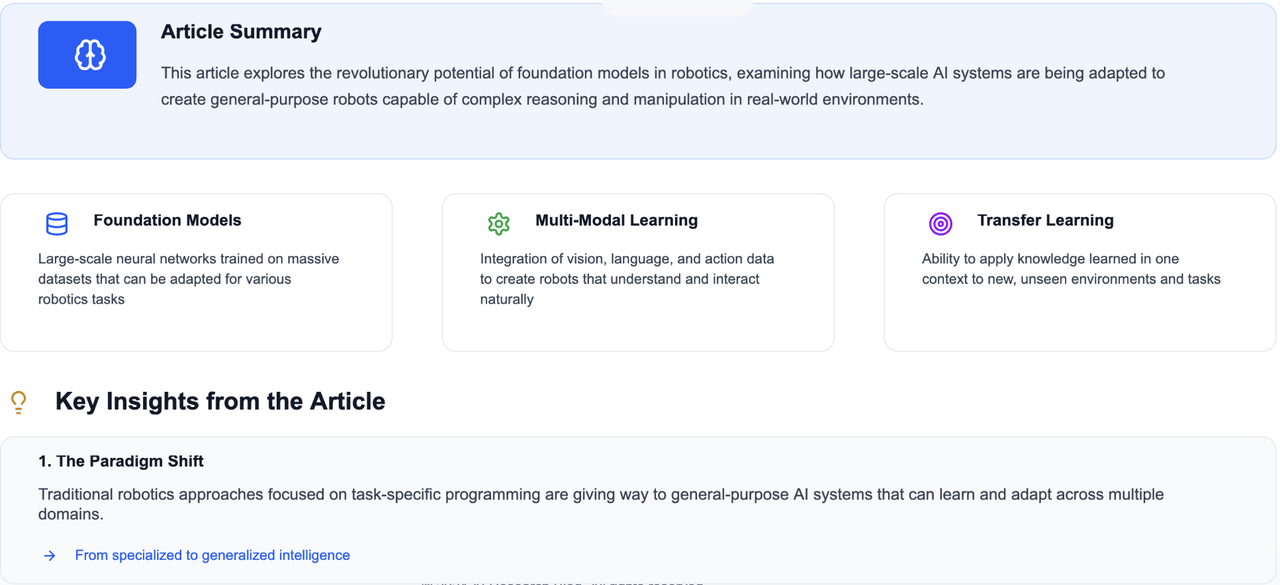 Article Summary
This article explores the revolutionary potential of foundation models in robotics, examining how large-scale AI systems are being adapted to
create general-purpose robots capable of complex reasoning and manipulation in real-world environments.
Foundation Models
Large-scale neural networks trained on massive
datasets that can be adapted for various
robotics tasks
Multi-Modal Learning
Integration of vision, language, and action data
to create robots that understand and interact
naturally
Transfer Learning
Ability to apply knowledge learned in one
context to new, unseen environments and tasks
Key Insights from the Article
1. The Paradigm Shift
Traditional robotics approaches focused on task-specific programming are giving way to general-purpose AI systems that can learn and adapt across multiple
domains.
From specialized to generalized intelligence